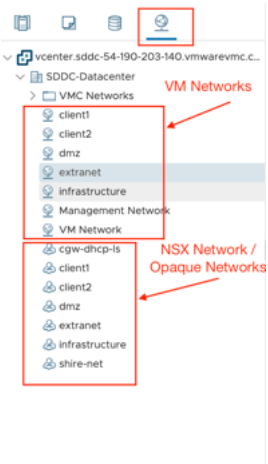 vcenter.sddc-54-190-203-140.vmwarevmc.c...
SDDC-Datacenter
VMC Networks
VM Networks
client1
client2
dmz
extranet
infrastructure
Management Network
VM Network
cgw-dhcp-ls
NSX Network /
Opaque Networks
client1
client2
dmz
extranet
infrastructure
shire-net